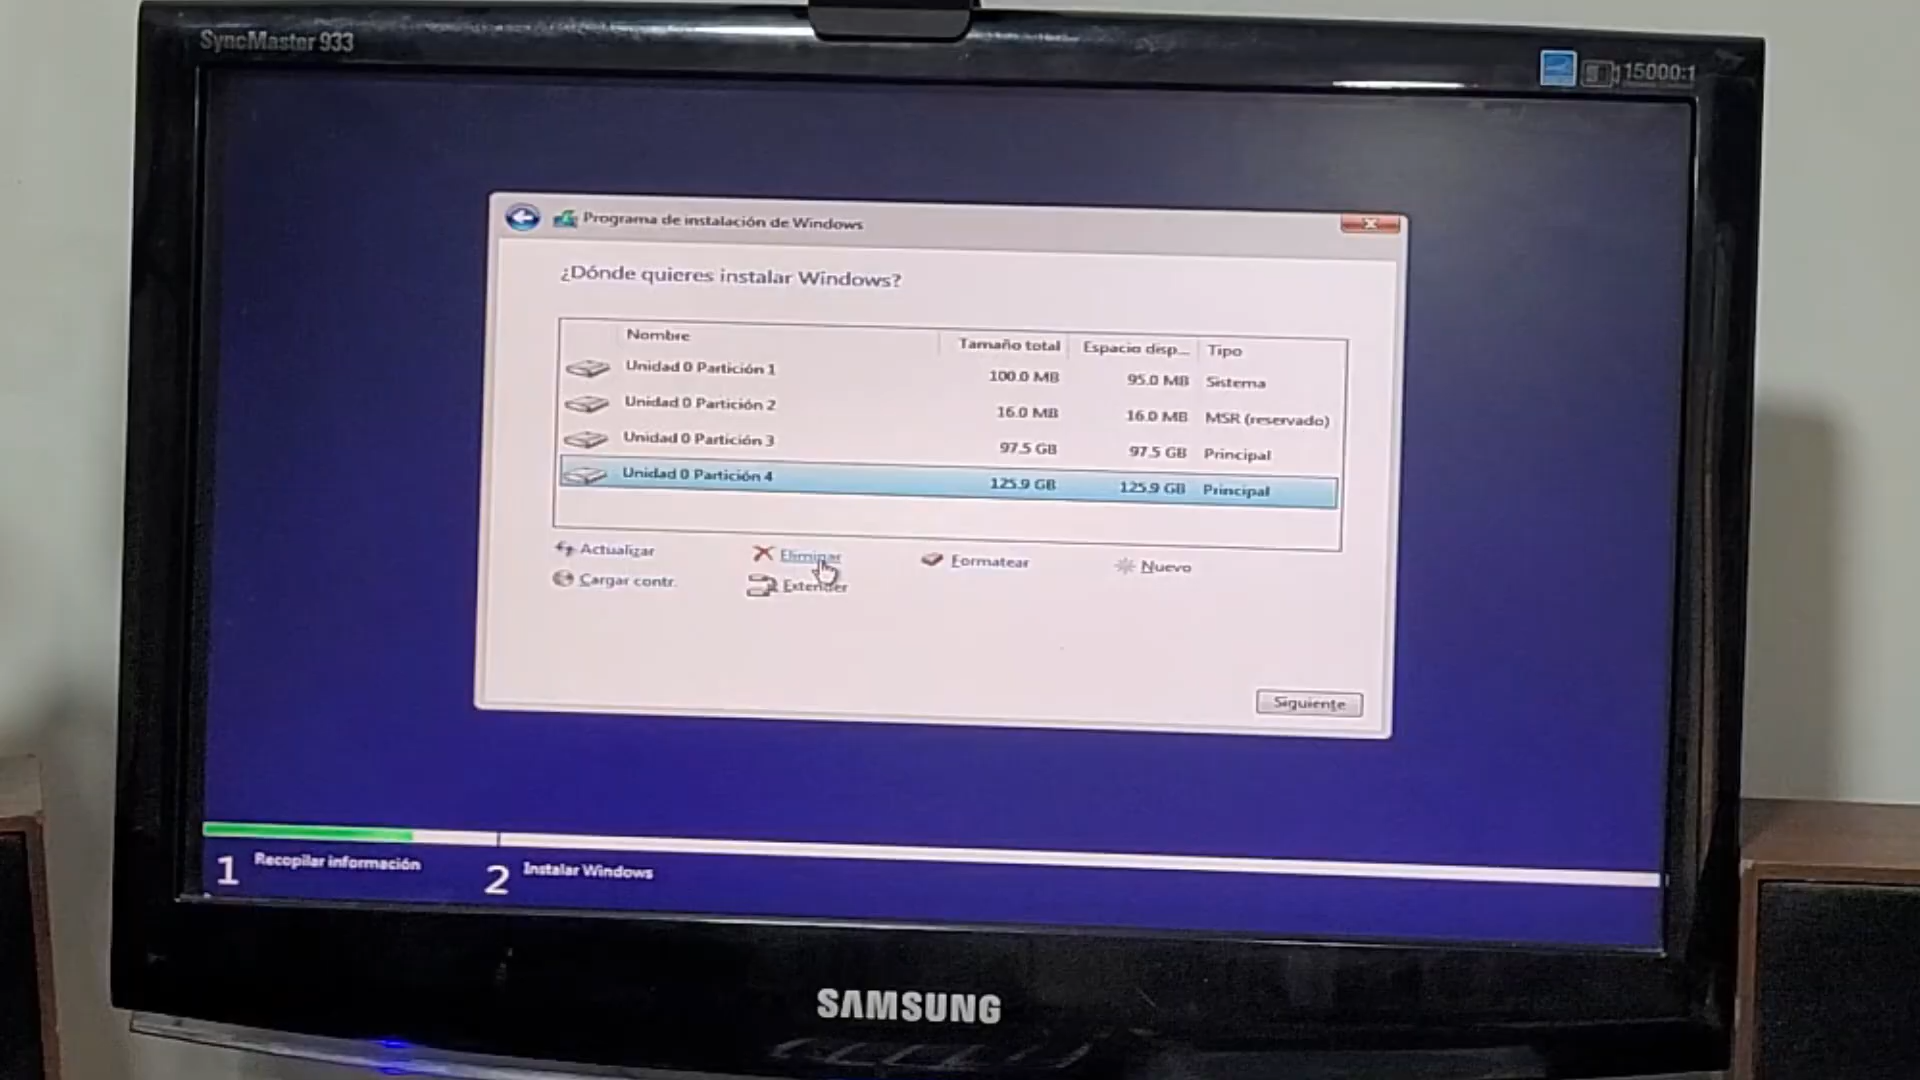 SyncMaster 933
15000:1
Programa de instalación de Windows
¿Dónde quieres instalar Windows?
Nombre Tamaño total Espacio disp... Tipo
Unidad 0 Partición 1 100.0 MB 95.0 MB Sistema
Unidad 0 Partición 2 16.0 MB 16.0 MB MSR (reservado)
Unidad 0 Partición 3 97.5 GB 97.5 GB Principal
Unidad 0 Partición 4 125.9 GB 125.9 GB Principal
Actualizar Eliminar Formatear Nuevo
Cargar contr. Extender
Siguiente
1 Recopilar información 2 Instalar Windows
SAMSUNG